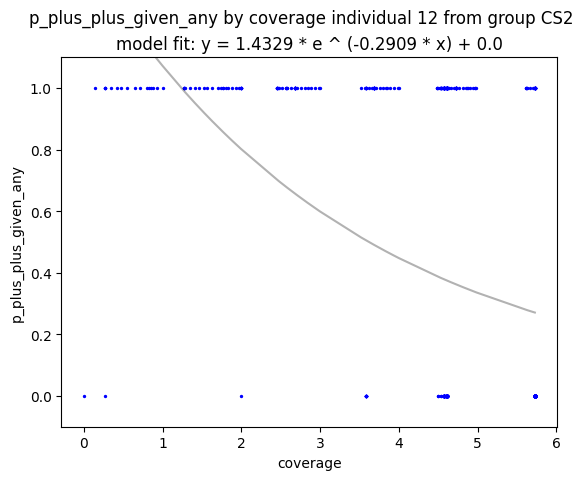 p_plus_plus_given_any by coverage individual 12 from group CS2
model fit: y = 1.4329 * e ^ (-0.2909 * x) + 0.0
1.0
0.8
0.6
0.4
0.2
0.0
p_plus_plus_given_any
0 1 2 3 4 5 6
coverage